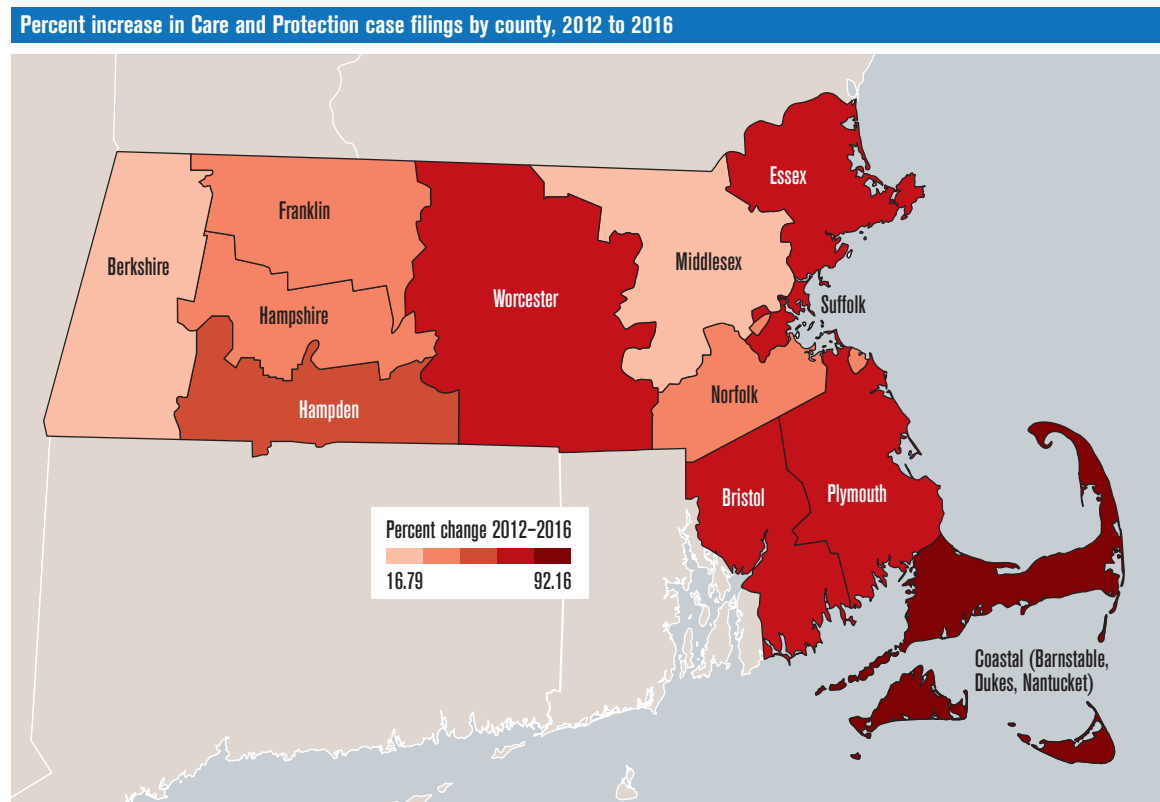 Percent increase in Care and Protection case filings by county, 2012 to 2016
Essex
Franklin
Berkshire
Middlesex
Worcester
Suffolk
Hampshire
Norfolk
Hampden
Bristol
Plymouth
Percent change 2012–2016
16.79 92.16
Coastal (Barnstable,
Dukes, Nantucket)